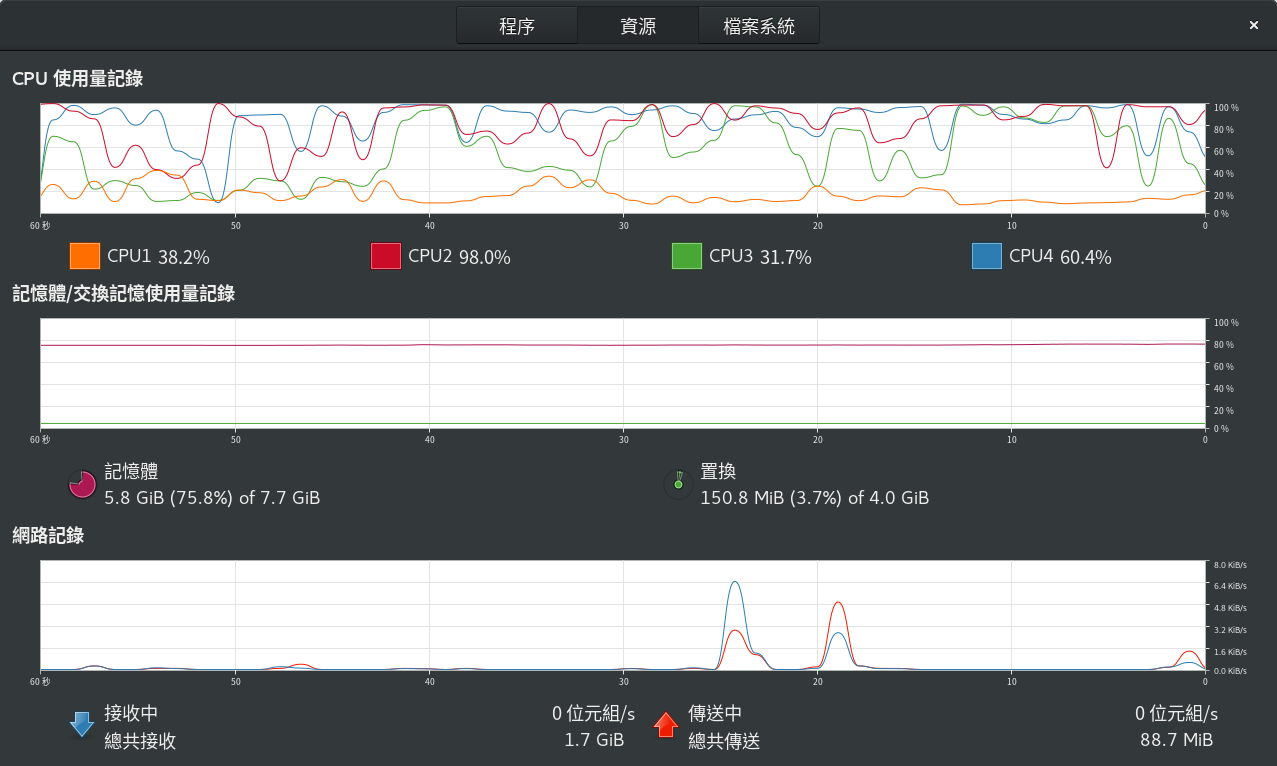 程序 資源 檔案系統 ×
CPU 使用量記錄
100 %
80 %
60 %
40 %
20 %
0 %
60 秒 50 40 30 20 10 0
CPU1 38.2% CPU2 98.0% CPU3 31.7% CPU4 60.4%
記憶體/交換記憶使用量記錄
100 %
80 %
60 %
40 %
20 %
0 %
60 秒 50 40 30 20 10 0
記憶體 置換
5.8 GiB (75.8%) of 7.7 GiB 150.8 MiB (3.7%) of 4.0 GiB
網路記錄
8.0 KiB/s
6.4 KiB/s
4.8 KiB/s
3.2 KiB/s
1.6 KiB/s
0.0 KiB/s
60 秒 50 40 30 20 10 0
接收中 0 位元組/s 傳送中 0 位元組/s
總共接收 1.7 GiB 總共傳送 88.7 MiB